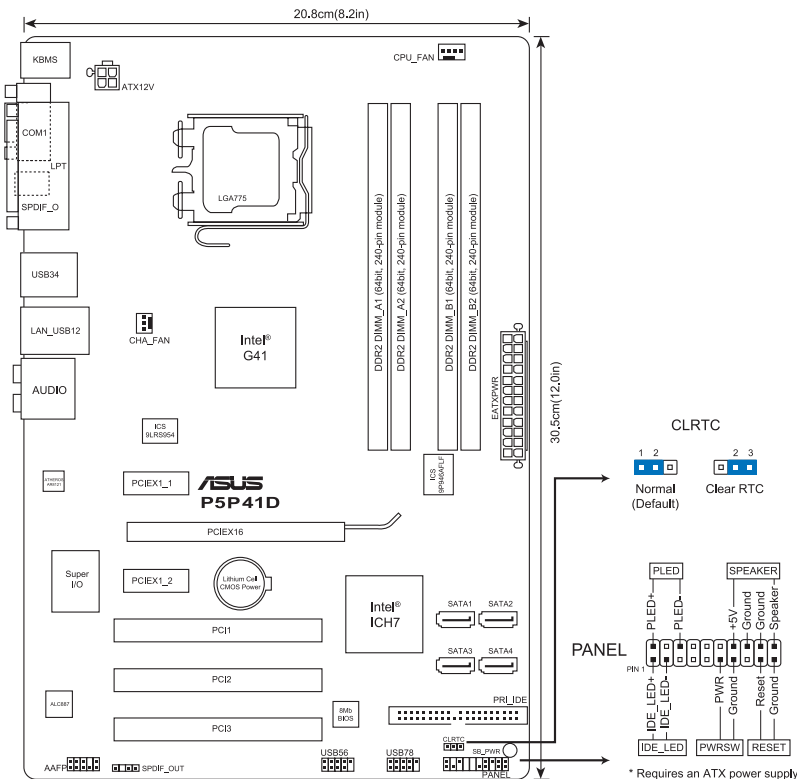 20.8cm(8.2in)
KBMS
ATX12V
CPU_FAN
COM1
LPT
SPDIF_O
LGA775
DDR2 DIMM_A1 (64bit, 240-pin module)
DDR2 DIMM_A2 (64bit, 240-pin module)
DDR2 DIMM_B1 (64bit, 240-pin module)
DDR2 DIMM_B2 (64bit, 240-pin module)
USB34
LAN_USB12
CHA_FAN
Intel®
G41
AUDIO
EATXPWR
30.5cm(12.0in)
ICS
9LRS954
ICS
9P946AFLF
PCIEX1_1
ASUS
P5P41D
PCIEX16
Super
I/O
PCIEX1_2
Lithium Cell
CMOS Power
Intel®
ICH7
SATA1
SATA2
SATA3
SATA4
PCI1
PCI2
PCI3
ALC887
8Mb
BIOS
PRI_IDE
CLRTC
SB_PWR
AAFP
SPDIF_OUT
USB56
USB78
PANEL
CLRTC
1 2
2 3
Normal
(Default)
Clear RTC
PLED
SPEAKER
PLED+
PLED-
+5V
Ground
Ground
Speaker
PANEL
PIN 1
IDE_LED+
IDE_LED-
PWR
Ground
Reset
Ground
IDE_LED
PWRSW
RESET
* Requires an ATX power supply